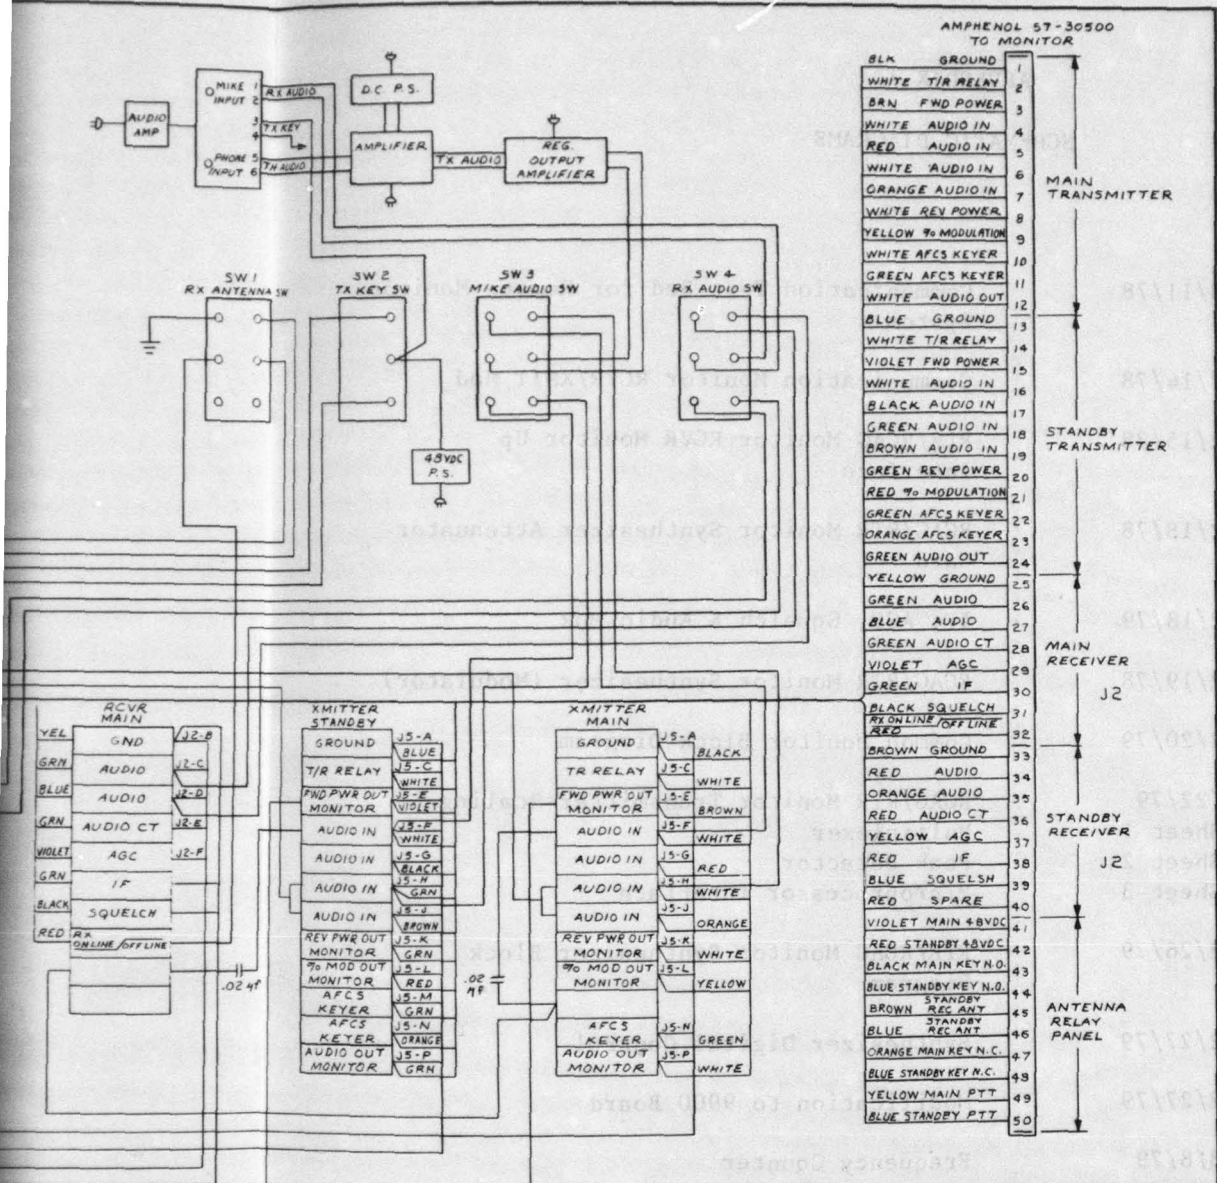 AMPHENOL 57-30500
TO MONITOR
BLK GROUND 1
WHITE T/R RELAY 2
BRN FWD POWER 3
WHITE AUDIO IN 4
RED AUDIO IN 5
WHITE AUDIO IN 6
ORANGE AUDIO IN 7
WHITE REV POWER 8
YELLOW % MODULATION 9
WHITE AFCS KEYER 10
GREEN AFCS KEYER 11
WHITE AUDIO OUT 12
BLUE GROUND 13
WHITE T/R RELAY 14
VIOLET FWD POWER 15
WHITE AUDIO IN 16
BLACK AUDIO IN 17
GREEN AUDIO IN 18
BROWN AUDIO IN 19
GREEN REV POWER 20
RED % MODULATION 21
GREEN AFCS KEYER 22
ORANGE AFCS KEYER 23
GREEN AUDIO OUT 24
YELLOW GROUND 25
GREEN AUDIO 26
BLUE AUDIO 27
GREEN AUDIO CT 28
VIOLET AGC 29
GREEN IF 30
BLACK SQUELCH 31
RX ONLINE/OFFLINE
RED 32
BROWN GROUND 33
RED AUDIO 34
ORANGE AUDIO 35
RED AUDIO CT 36
YELLOW AGC 37
RED IF 38
BLUE SQUELSH 39
RED SPARE 40
VIOLET MAIN 48VDC 41
RED STANDBY 48VDC 42
BLACK MAIN KEY N.O. 43
BLUE STANDBY KEY N.O. 44
STANDBY
BROWN REC ANT 45
STANDBY
BLUE REC ANT 46
ORANGE MAIN KEY N.C. 47
BLUE STANDBY KEY N.C. 48
YELLOW MAIN PTT 49
BLUE STANDBY PTT 50
MAIN
TRANSMITTER
STANDBY
TRANSMITTER
MAIN
RECEIVER
J2
STANDBY
RECEIVER
J2
ANTENNA
RELAY
PANEL
AUDIO
AMP
MIKE 1
INPUT 2
3
4
PHONE 5
INPUT 6
RX AUDIO
TX KEY
TH AUDIO
D.C. P.S.
AMPLIFIER
TX AUDIO
REG.
OUTPUT
AMPLIFIER
SW 1
RX ANTENNA SW
SW 2
TX KEY SW
SW 3
MIKE AUDIO SW
SW 4
RX AUDIO SW
48VDC
P.S.
RCVR
MAIN
YEL GND J2-B
GRN AUDIO J2-C
BLUE AUDIO J2-D
GRN AUDIO CT J2-E
VIOLET AGC J2-F
GRN IF
BLACK SQUELCH
RED RX
ONLINE/OFFLINE
.02 µf
XMITTER
STANDBY
GROUND J5-A BLUE
T/R RELAY J5-C WHITE
FWD PWR OUT J5-E
MONITOR VIOLET
AUDIO IN J5-F WHITE
AUDIO IN J5-G BLACK
AUDIO IN J5-H GRN
AUDIO IN J5-J BROWN
REV PWR OUT J5-K
MONITOR GRN
% MOD OUT J5-L
MONITOR RED
AFCS J5-M
KEYER GRN
AFCS J5-N
KEYER ORANGE
AUDIO OUT J5-P
MONITOR GRN
.02
µf
XMITTER
MAIN
GROUND J5-A BLACK
TR RELAY J5-C WHITE
FWD PWR OUT J5-E
MONITOR BROWN
AUDIO IN J5-F WHITE
AUDIO IN J5-G RED
AUDIO IN J5-H WHITE
AUDIO IN J5-J ORANGE
REV PWR OUT J5-K
MONITOR WHITE
% MOD OUT J5-L
MONITOR YELLOW
AFCS J5-N
KEYER GREEN
AUDIO OUT J5-P
MONITOR WHITE